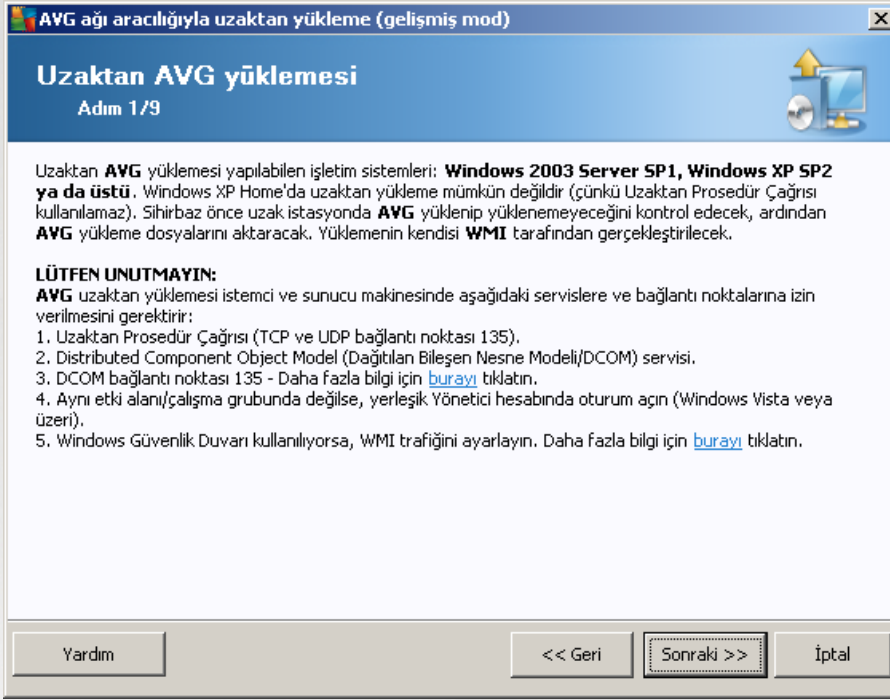 AVG ağı aracılığıyla uzaktan yükleme (gelişmiş mod)
Uzaktan AVG yüklemesi
Adım 1/9
Uzaktan AVG yüklemesi yapılabilen işletim sistemleri: Windows 2003 Server SP1, Windows XP SP2
ya da üstü. Windows XP Home'da uzaktan yükleme mümkün değildir (çünkü Uzaktan Prosedür Çağrısı
kullanılamaz). Sihirbaz önce uzak istasyonda AVG yüklenip yüklenemeyeceğini kontrol edecek, ardından
AVG yükleme dosyalarını aktaracak. Yüklemenin kendisi WMI tarafından gerçekleştirilecek.
LÜTFEN UNUTMAYIN:
AVG uzaktan yüklemesi istemci ve sunucu makinesinde aşağıdaki servislere ve bağlantı noktalarına izin
verilmesini gerektirir:
1. Uzaktan Prosedür Çağrısı (TCP ve UDP bağlantı noktası 135).
2. Distributed Component Object Model (Dağıtılan Bileşen Nesne Modeli/DCOM) servisi.
3. DCOM bağlantı noktası 135 - Daha fazla bilgi için burayı tıklatın.
4. Aynı etki alanı/çalışma grubunda değilse, yerleşik Yönetici hesabında oturum açın (Windows Vista veya
üzeri).
5. Windows Güvenlik Duvarı kullanılıyorsa, WMI trafiğini ayarlayın. Daha fazla bilgi için burayı tıklatın.
Yardım
<< Geri
Sonraki >>
İptal